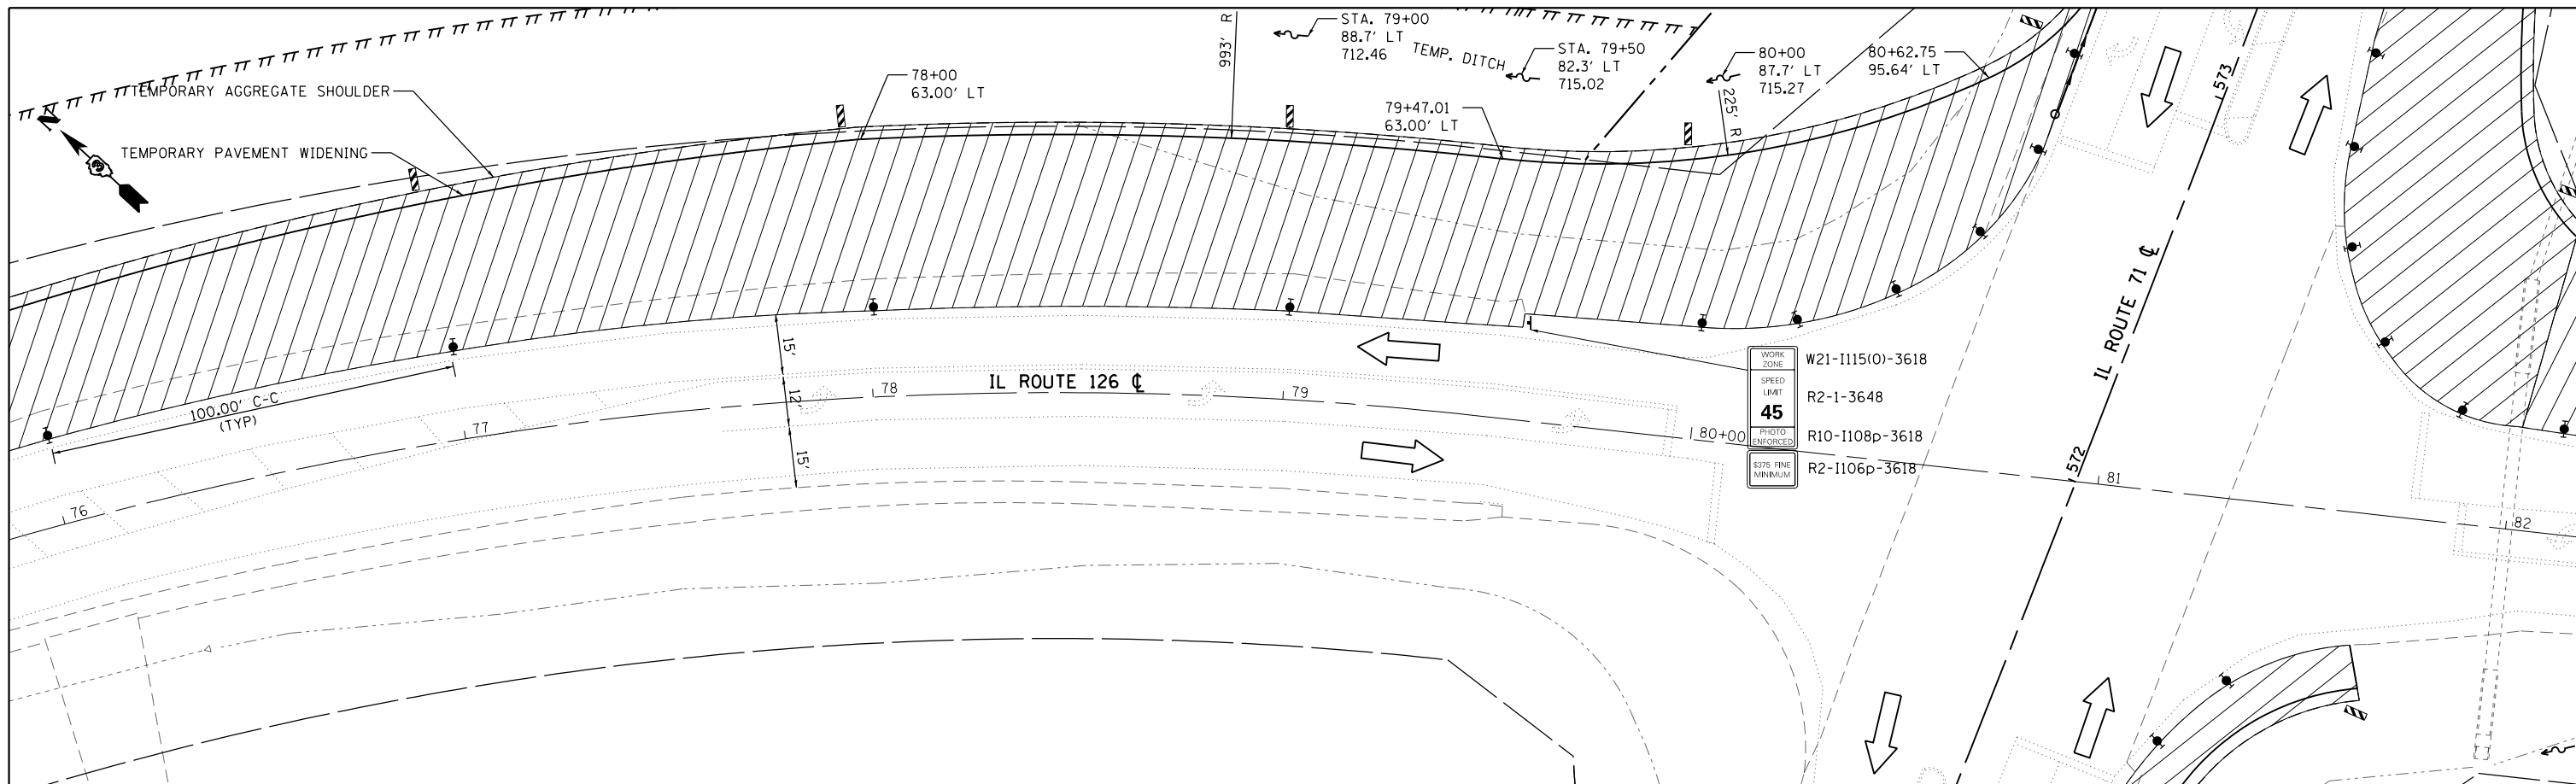 993' R
STA. 79+00
88.7' LT
712.46
TEMP. DITCH
STA. 79+50
82.3' LT
715.02
80+00
87.7' LT
715.27
80+62.75
95.64' LT
78+00
63.00' LT
TEMPORARY AGGREGATE SHOULDER
79+47.01
63.00' LT
225' R
573
N
TEMPORARY PAVEMENT WIDENING
IL ROUTE 71 ℄
15'
12'
15'
WORK
ZONE
SPEED
LIMIT
45
PHOTO
ENFORCED
$375 FINE
MINIMUM
W21-I115(O)-3618
R2-1-3648
R10-I108p-3618
R2-I106p-3618
IL ROUTE 126 ℄
78
79
80+00
100.00' C-C
(TYP)
77
76
572
81
82